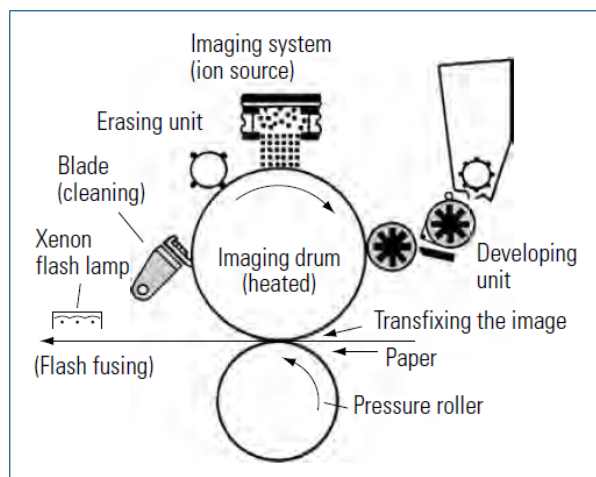 Imaging system
(ion source)
Erasing unit
Blade
(cleaning)
Xenon
flash lamp
Imaging drum
(heated)
Developing
unit
Transfixing the image
(Flash fusing)
Paper
Pressure roller